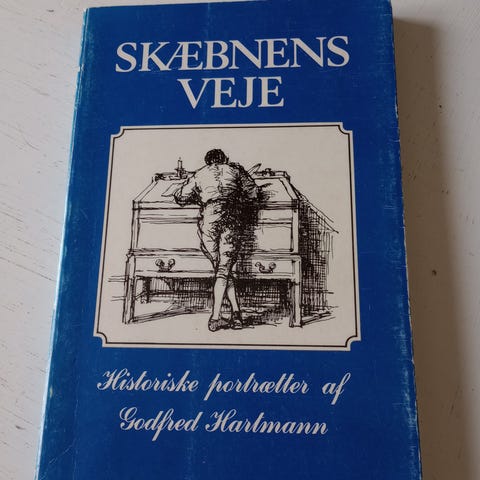 SKÆBNENS
VEJE
Historiske portrætter af
Godfred Hartmann